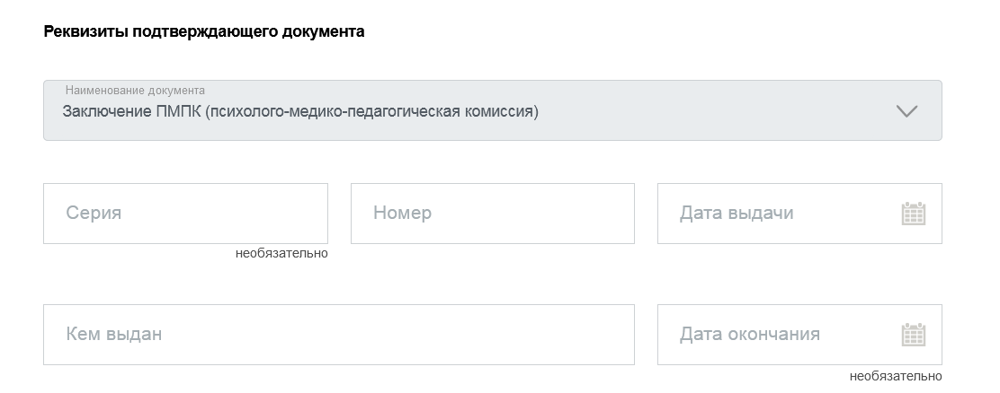 Реквизиты подтверждающего документа
Наименование документа
Заключение ПМПК (психолого-медико-педагогическая комиссия)
Серия
Номер
Дата выдачи
необязательно
Кем выдан
Дата окончания
необязательно